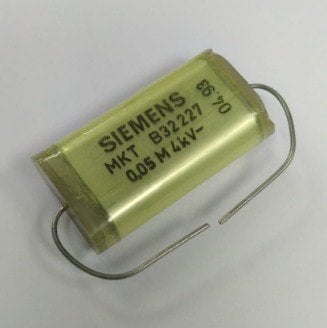 SIEMENS
MKT B32227
0,05 M 4kV-
04.93